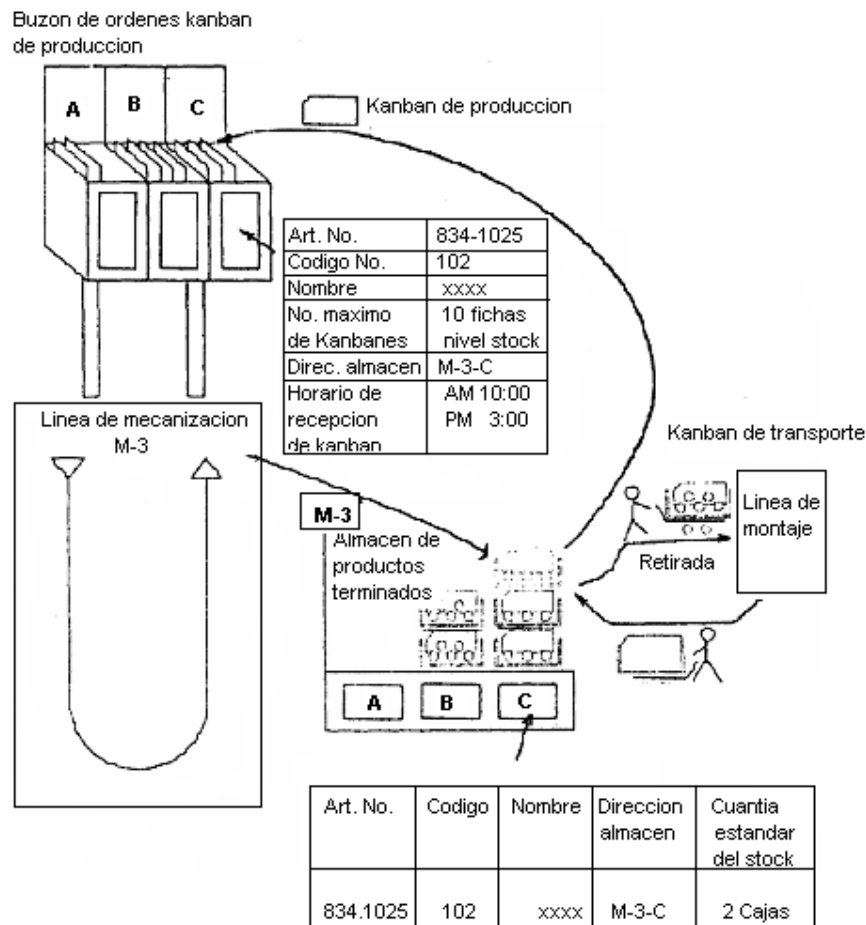 Buzon de ordenes kanban
de produccion
A B C
Kanban de produccion
Art. No. 834-1025
Codigo No. 102
Nombre xxxx
No. maximo 10 fichas
de Kanbanes nivel stock
Direc. almacen M-3-C
Horario de AM 10:00
recepcion PM 3:00
de kanban
Linea de mecanizacion
M-3
Kanban de transporte
M-3
Almacen de
productos
terminados
Linea de
montaje
Retirada
A B C
Art. No. Codigo Nombre Direccion Cuantia
almacen estandar
del stock
834.1025 102 xxxx M-3-C 2 Cajas